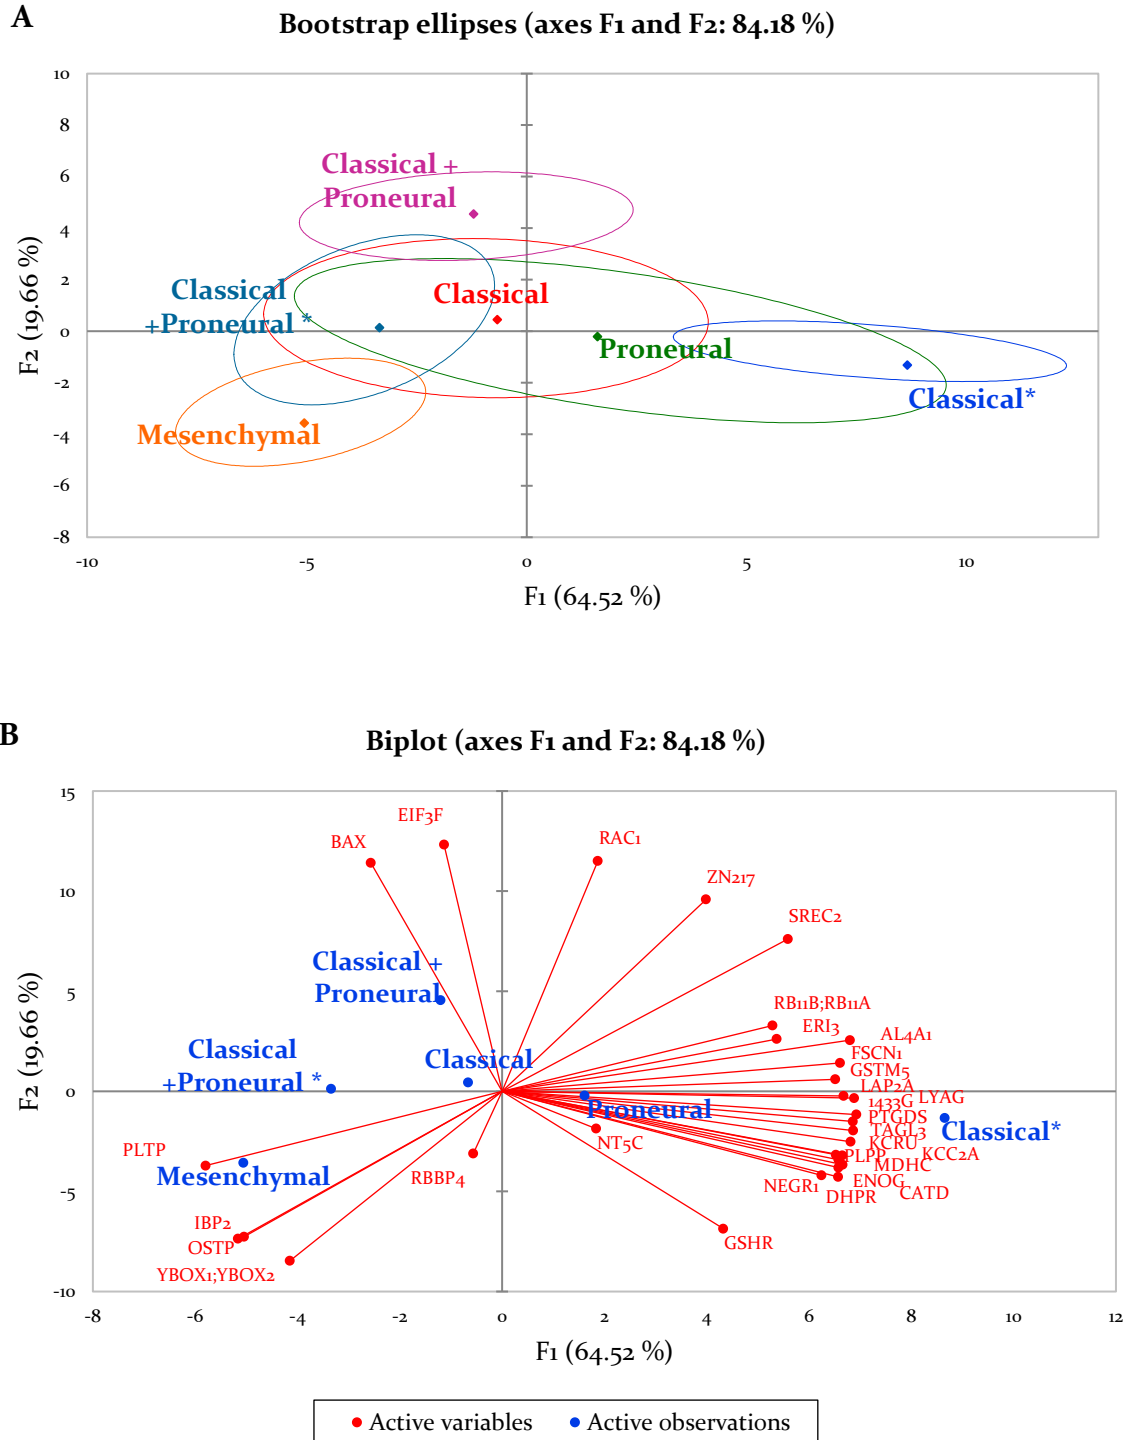 A
Bootstrap ellipses (axes F1 and F2: 84.18 %)
10
8
6
4
2
0
-2
-4
-6
-8
F2 (19.66 %)
Classical +
Proneural
Classical
+Proneural *
Classical
Proneural
Classical*
Mesenchymal
-10
-5
0
5
10
F1 (64.52 %)
B
Biplot (axes F1 and F2: 84.18 %)
15
10
5
0
-5
-10
F2 (19.66 %)
EIF3F
BAX
RAC1
ZN217
SREC2
Classical +
Proneural
RB11B;RB11A
ERI3
AL4A1
FSCN1
GSTM5
LAP2A
1433G
LYAG
PTGDS
TAGL3
KCRU
PLPP
KCC2A
MDHC
ENOG
CATD
DHPR
NEGR1
Classical
+Proneural *
Classical
Proneural
Classical*
NT5C
PLTP
Mesenchymal
RBBP4
IBP2
OSTP
YBOX1;YBOX2
GSHR
-8
-6
-4
-2
0
2
4
6
8
10
12
F1 (64.52 %)
Active variables
Active observations